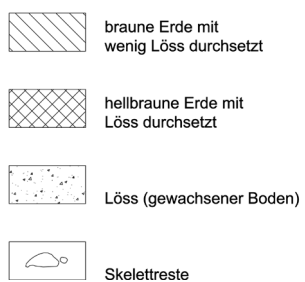 braune Erde mit
wenig Löss durchsetzt
hellbraune Erde mit
Löss durchsetzt
Löss (gewachsener Boden)
Skelettreste